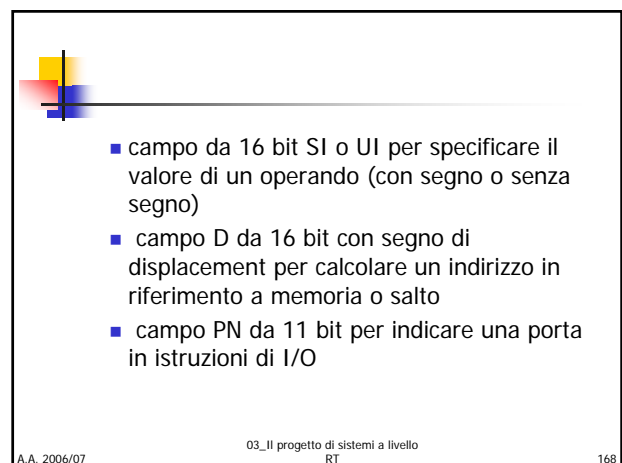 campo da 16 bit SI o UI per specificare il
valore di un operando (con segno o senza
segno)
campo D da 16 bit con segno di
displacement per calcolare un indirizzo in
riferimento a memoria o salto
campo PN da 11 bit per indicare una porta
in istruzioni di I/O
A.A. 2006/07
03_Il progetto di sistemi a livello
RT
168